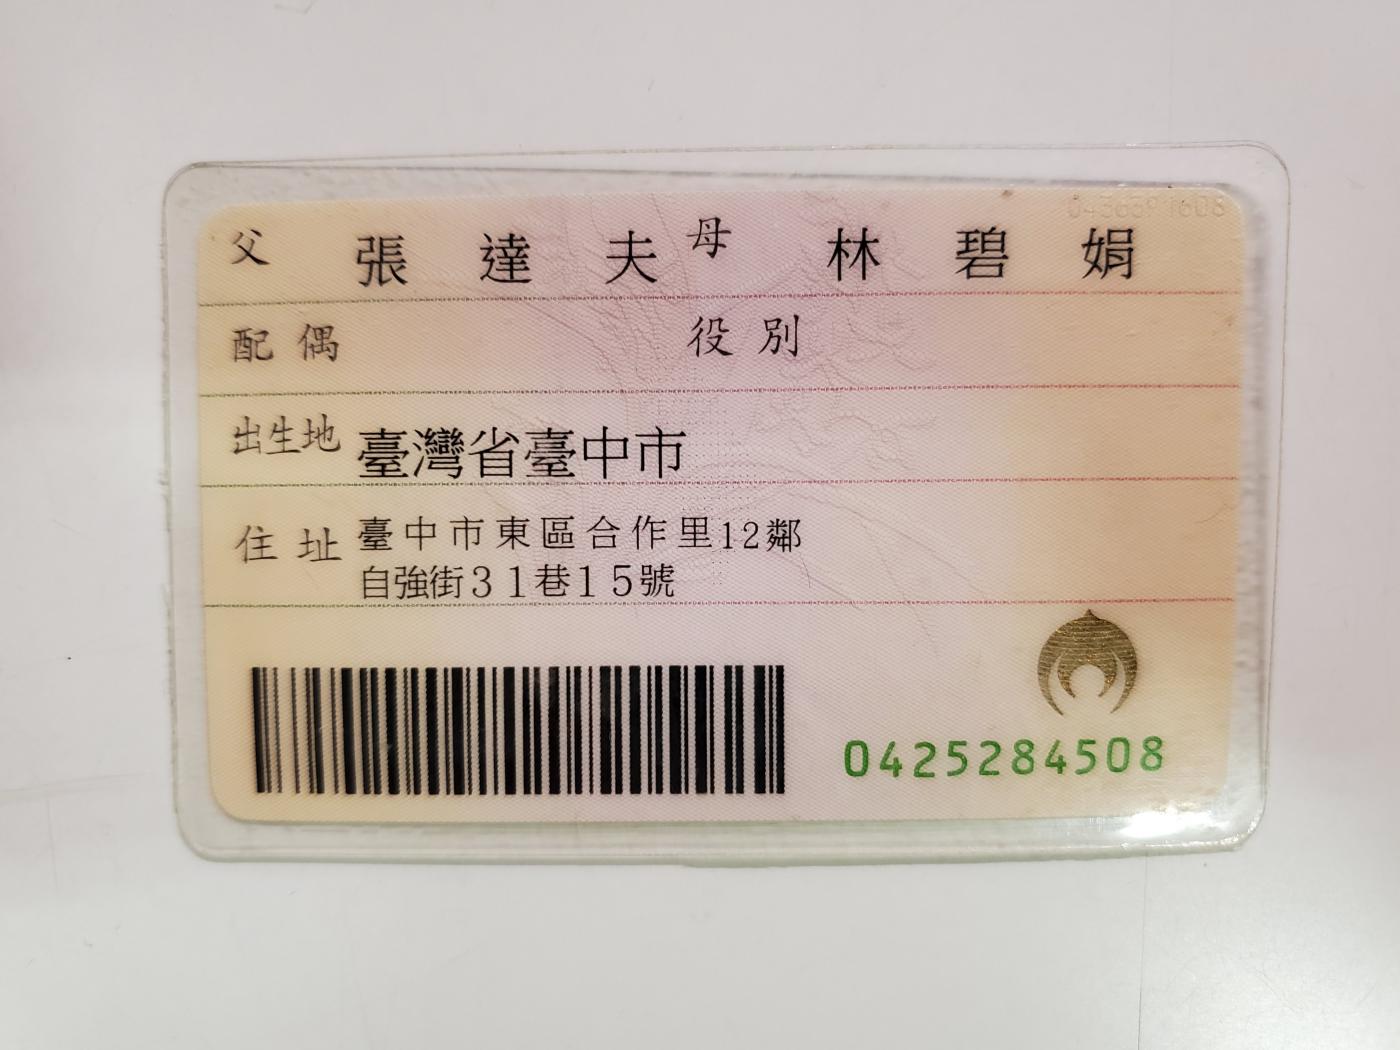 父 張達夫 母 林碧娟
配偶 役別
出生地 臺灣省臺中市
住址 臺中市東區合作里12鄰
自強街31巷15號
0425284508